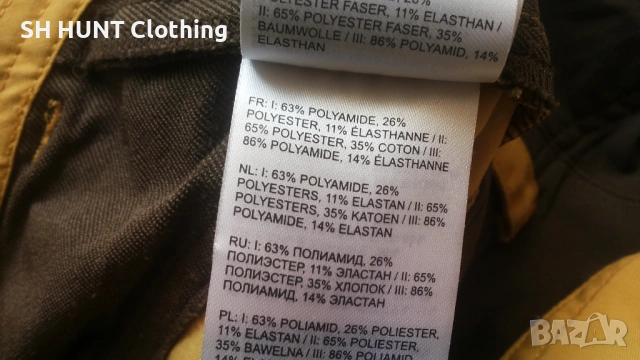 SH HUNT Clothing
POLYESTER FASER, 11% ELASTHAN /
II: 65% POLYESTER FASER, 35%
BAUMWOLLE / III: 86% POLYAMID, 14%
ELASTHAN
FR: I: 63% POLYAMIDE, 26%
POLYESTER, 11% ÉLASTHANNE / II:
65% POLYESTER, 35% COTON / III:
86% POLYAMIDE, 14% ÉLASTHANNE
NL: I: 63% POLYAMIDE, 26%
POLYESTERS, 11% ELASTAN / II: 65%
POLYESTERS, 35% KATOEN / III: 86%
POLYAMIDE, 14% ELASTAN
RU: I: 63% ПОЛИАМИД, 26%
ПОЛИЭСТЕР, 11% ЭЛАСТАН / II: 65%
ПОЛИЭСТЕР, 35% ХЛОПОК / III: 86%
ПОЛИАМИД, 14% ЭЛАСТАН
PL: I: 63% POLIAMID, 26% POLIESTER,
11% ELASTAN / II: 65% POLIESTER,
35% BAWEŁNA / III: 86% POLIAMID,
14% ELASTAN
BAZAR